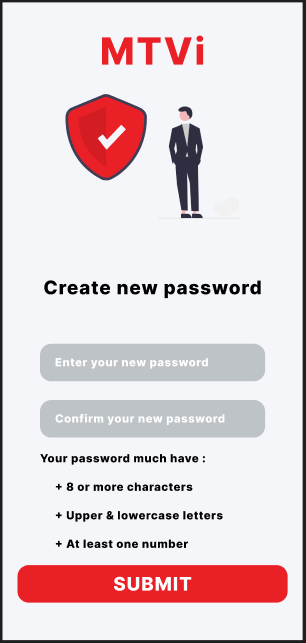 MTVi
Create new password
Enter your new password
Confirm your new password
Your password much have :
+ 8 or more characters
+ Upper & lowercase letters
+ At least one number
SUBMIT